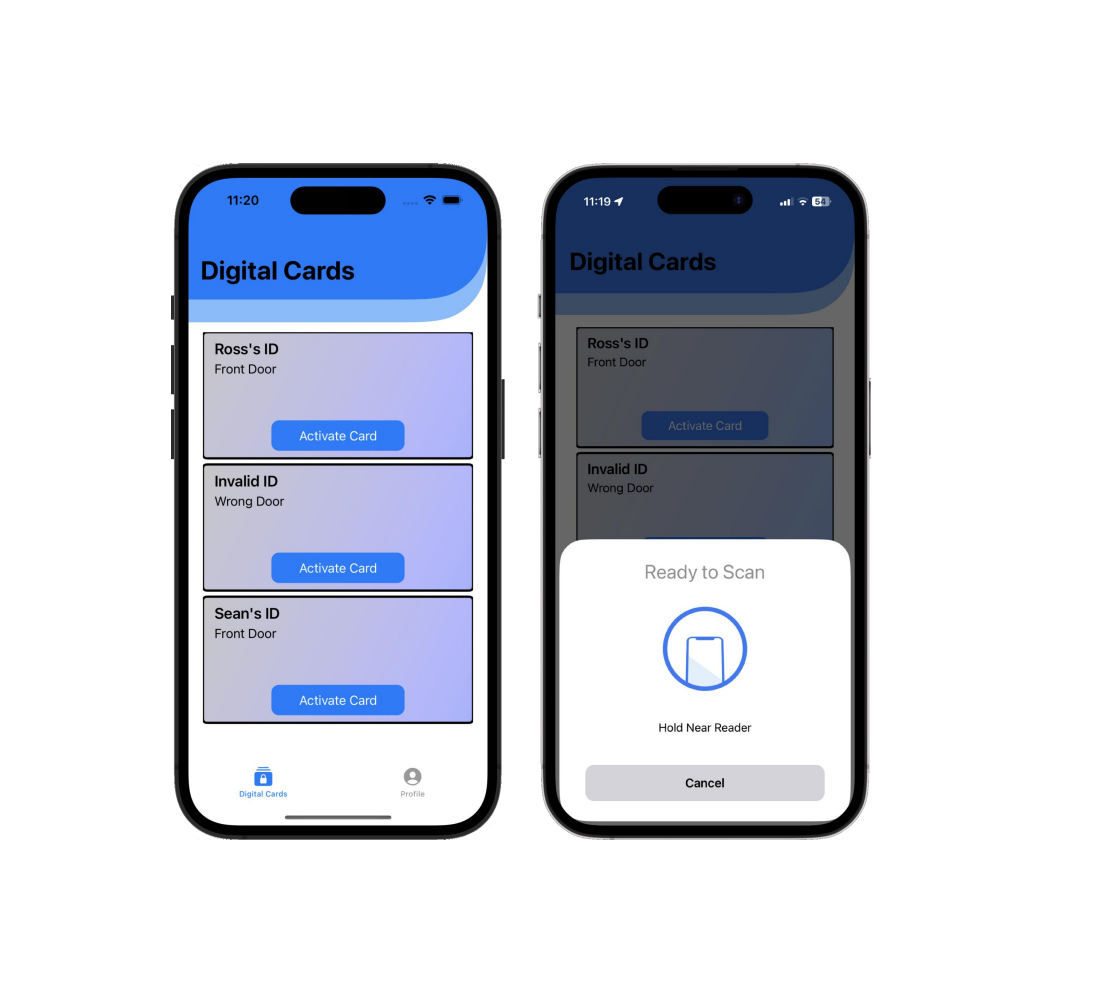 11:20
Digital Cards
Ross's ID
Front Door
Activate Card
Invalid ID
Wrong Door
Activate Card
Sean's ID
Front Door
Activate Card
Digital Cards
Profile
11:19
54
Digital Cards
Ross's ID
Front Door
Activate Card
Invalid ID
Wrong Door
Ready to Scan
Hold Near Reader
Cancel